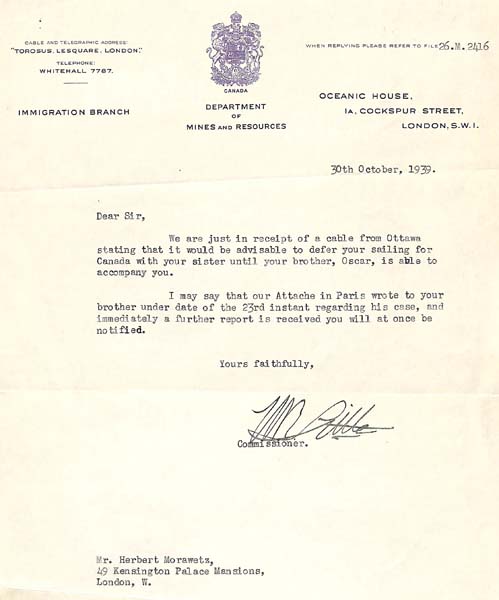 CABLE AND TELEGRAPHIC ADDRESS:
"TOROSUS, LESQUARE, LONDON."
TELEPHONE:
WHITEHALL 7767.
IMMIGRATION BRANCH
CANADA
DEPARTMENT
OF
MINES AND RESOURCES
WHEN REPLYING PLEASE REFER TO FILE 26.M.2416
OCEANIC HOUSE,
1A, COCKSPUR STREET,
LONDON, S.W.1.
30th October, 1939.
Dear Sir,
We are just in receipt of a cable from Ottawa
stating that it would be advisable to defer your sailing for
Canada with your sister until your brother, Oscar, is able to
accompany you.
I may say that our Attache in Paris wrote to your
brother under date of the 23rd instant regarding his case, and
immediately a further report is received you will at once be
notified.
Yours faithfully,
Commissioner.
Mr. Herbert Morawetz,
49 Kensington Palace Mansions,
London, W.